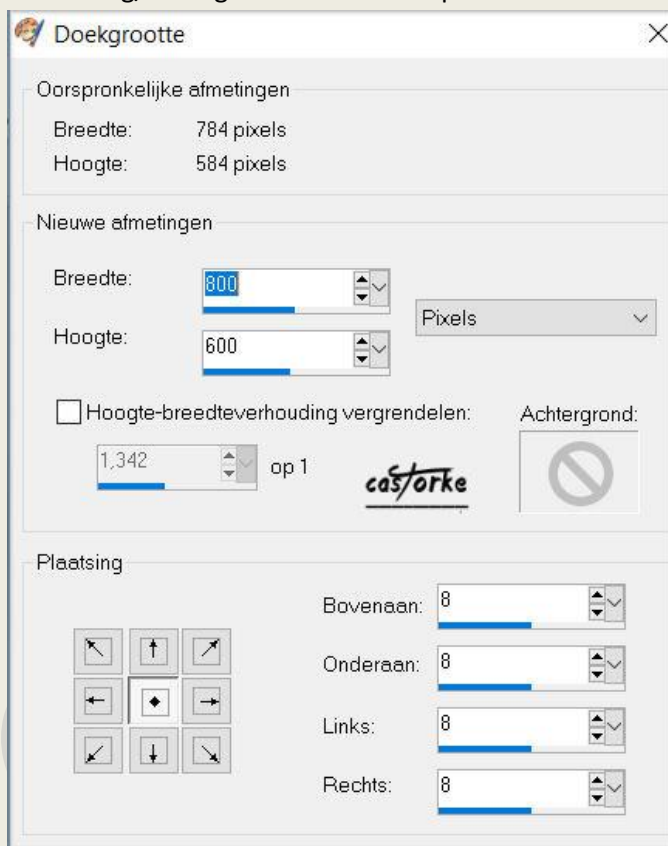 Doekgrootte
Oorspronkelijke afmetingen
Breedte: 784 pixels
Hoogte: 584 pixels
Nieuwe afmetingen
Breedte: 800
Pixels
Hoogte: 600
Hoogte-breedteverhouding vergrendelen: Achtergrond:
1,342 op 1
castorke
Plaatsing
Bovenaan: 8
Onderaan: 8
Links: 8
Rechts: 8